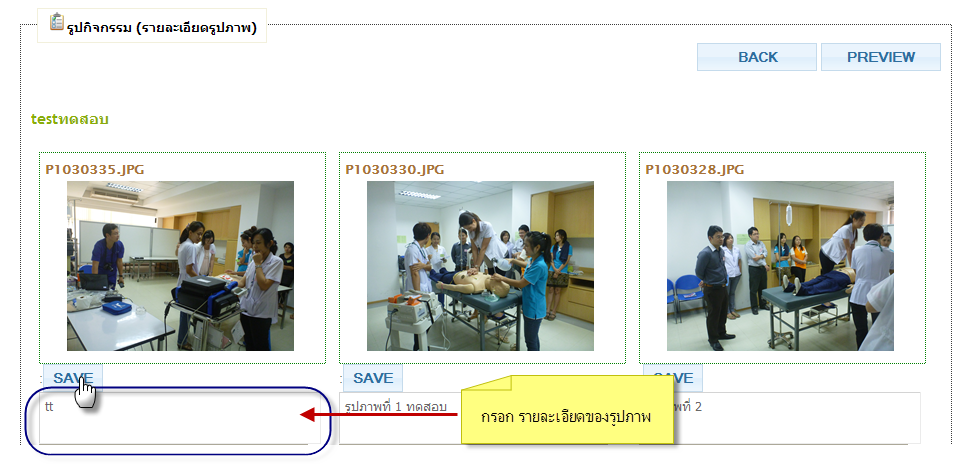 รูปกิจกรรม (รายละเอียดรูปภาพ)
BACK
PREVIEW
testทดสอบ
P1030335.JPG
P1030330.JPG
P1030328.JPG
: SAVE
: SAVE
SAVE
tt
รูปภาพที่ 1 ทดสอบ
กรอก รายละเอียดของรูปภาพ
พที่ 2